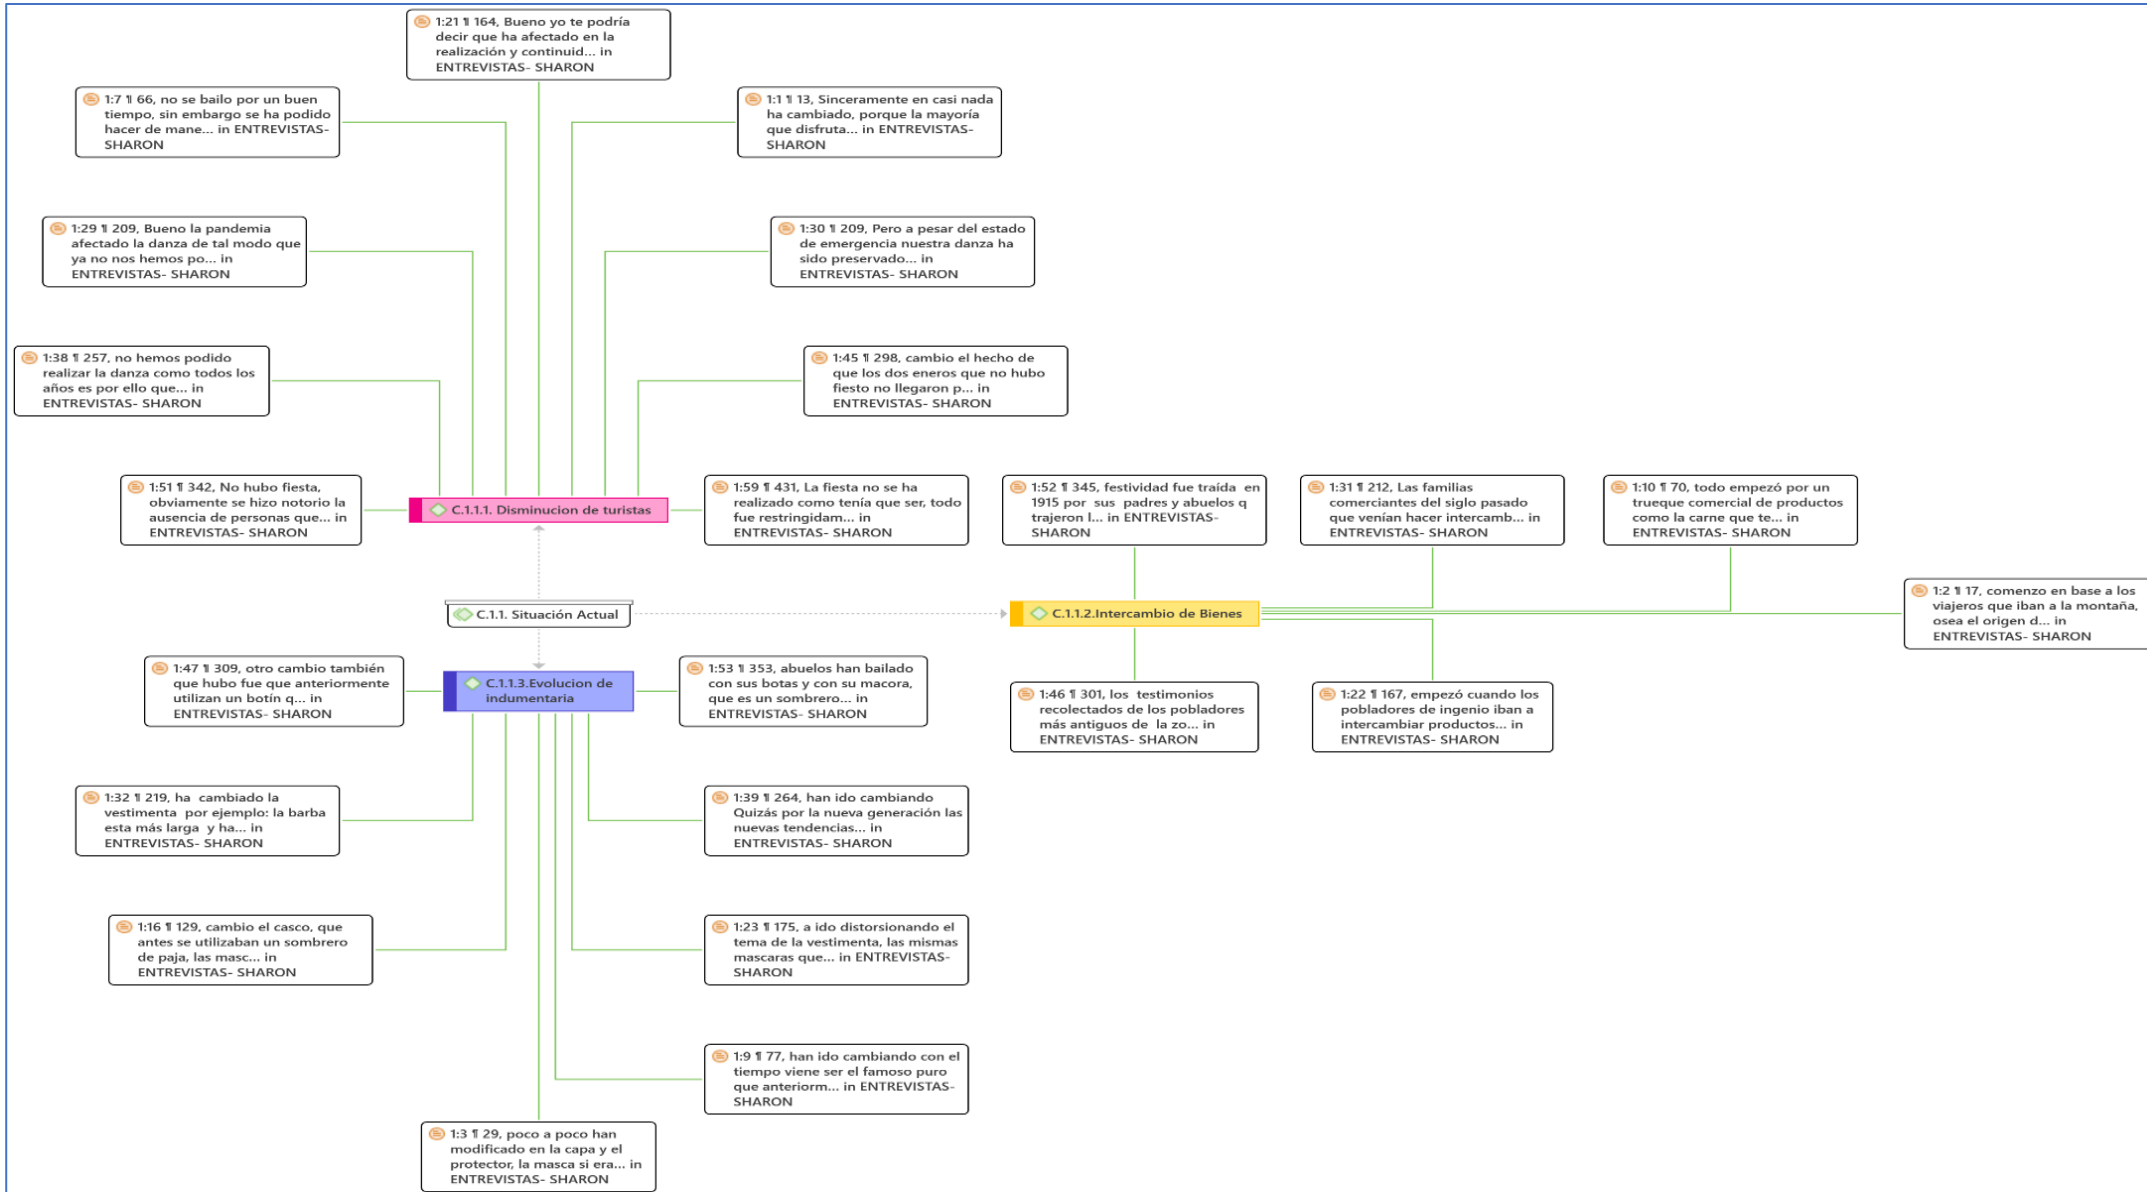 1:21 ¶ 164, Bueno yo te podría
decir que ha afectado en la
realización y continuid... in
ENTREVISTAS- SHARON
1:7 ¶ 66, no se bailo por un buen
tiempo, sin embargo se ha podido
hacer de mane... in ENTREVISTAS-
SHARON
1:1 ¶ 13, Sinceramente en casi nada
ha cambiado, porque la mayoría
que disfruta... in ENTREVISTAS-
SHARON
1:29 ¶ 209, Bueno la pandemia
afectado la danza de tal modo que
ya no nos hemos po... in
ENTREVISTAS- SHARON
1:30 ¶ 209, Pero a pesar del estado
de emergencia nuestra danza ha
sido preservado... in
ENTREVISTAS- SHARON
1:38 ¶ 257, no hemos podido
realizar la danza como todos los
años es por ello que... in
ENTREVISTAS- SHARON
1:45 ¶ 298, cambio el hecho de
que los dos eneros que no hubo
fiesto no llegaron p... in
ENTREVISTAS- SHARON
1:51 ¶ 342, No hubo fiesta,
obviamente se hizo notorio la
ausencia de personas que... in
ENTREVISTAS- SHARON
C.1.1.1. Disminucion de turistas
1:59 ¶ 431, La fiesta no se ha
realizado como tenía que ser, todo
fue restringidam... in
ENTREVISTAS- SHARON
1:52 ¶ 345, festividad fue traída en
1915 por sus padres y abuelos q
trajeron l... in ENTREVISTAS-
SHARON
1:31 ¶ 212, Las familias
comerciantes del siglo pasado
que venían hacer intercamb... in
ENTREVISTAS- SHARON
1:10 ¶ 70, todo empezó por un
trueque comercial de productos
como la carne que te... in
ENTREVISTAS- SHARON
C.1.1. Situación Actual
C.1.1.2.Intercambio de Bienes
1:2 ¶ 17, comenzo en base a los
viajeros que iban a la montaña,
osea el origen d... in
ENTREVISTAS- SHARON
1:47 ¶ 309, otro cambio también
que hubo fue que anteriormente
utilizan un botín q... in
ENTREVISTAS- SHARON
C.1.1.3.Evolucion de
indumentaria
1:53 ¶ 353, abuelos han bailado
con sus botas y con su macora,
que es un sombrero... in
ENTREVISTAS- SHARON
1:46 ¶ 301, los testimonios
recolectados de los pobladores
más antiguos de la zo... in
ENTREVISTAS- SHARON
1:22 ¶ 167, empezó cuando los
pobladores de ingenio iban a
intercambiar productos... in
ENTREVISTAS- SHARON
1:32 ¶ 219, ha cambiado la
vestimenta por ejemplo: la barba
esta más larga y ha... in
ENTREVISTAS- SHARON
1:39 ¶ 264, han ido cambiando
Quizás por la nueva generación las
nuevas tendencias... in
ENTREVISTAS- SHARON
1:16 ¶ 129, cambio el casco, que
antes se utilizaban un sombrero
de paja, las masc... in
ENTREVISTAS- SHARON
1:23 ¶ 175, a ido distorsionando el
tema de la vestimenta, las mismas
mascaras que... in ENTREVISTAS-
SHARON
1:9 ¶ 77, han ido cambiando con el
tiempo viene ser el famoso puro
que anteriorm... in ENTREVISTAS-
SHARON
1:3 ¶ 29, poco a poco han
modificado en la capa y el
protector, la masca si era... in
ENTREVISTAS- SHARON